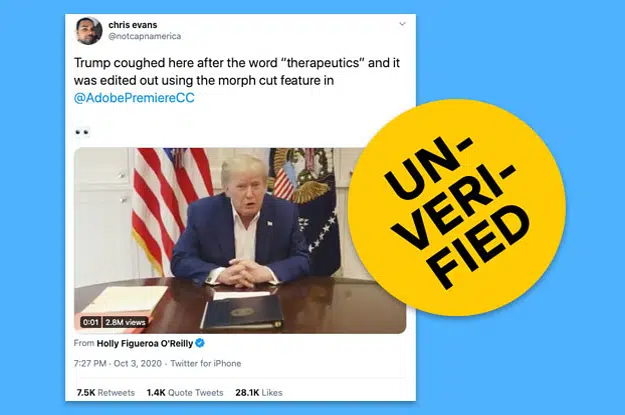 chris evans
@notcapnamerica
Trump coughed here after the word “therapeutics” and it
was edited out using the morph cut feature in
@AdobePremiereCC
👀
0:01 2.8M views
From Holly Figueroa O'Reilly
7:27 PM · Oct 3, 2020 · Twitter for iPhone
7.5K Retweets 1.4K Quote Tweets 28.1K Likes
UN-
VERI-
FIED